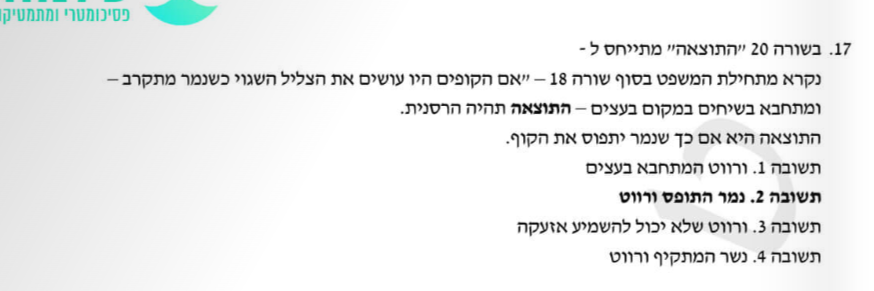 פסיכומטרי ומתמטיק
17. בשורה 20 "התוצאה" מתייחס ל -
נקרא מתחילת המשפט בסוף שורה 18 – "אם הקופים היו עושים את הצליל השגוי כשנמר מתקרב –
ומתחבא בשיחים במקום בעצים – התוצאה תהיה הרסנית.
התוצאה היא אם כך שנמר יתפוס את הקוף.
תשובה 1. ורווט המתחבא בעצים
תשובה 2. נמר התופס ורווט
תשובה 3. ורווט שלא יכול להשמיע אזעקה
תשובה 4. נשר המתקיף ורווט